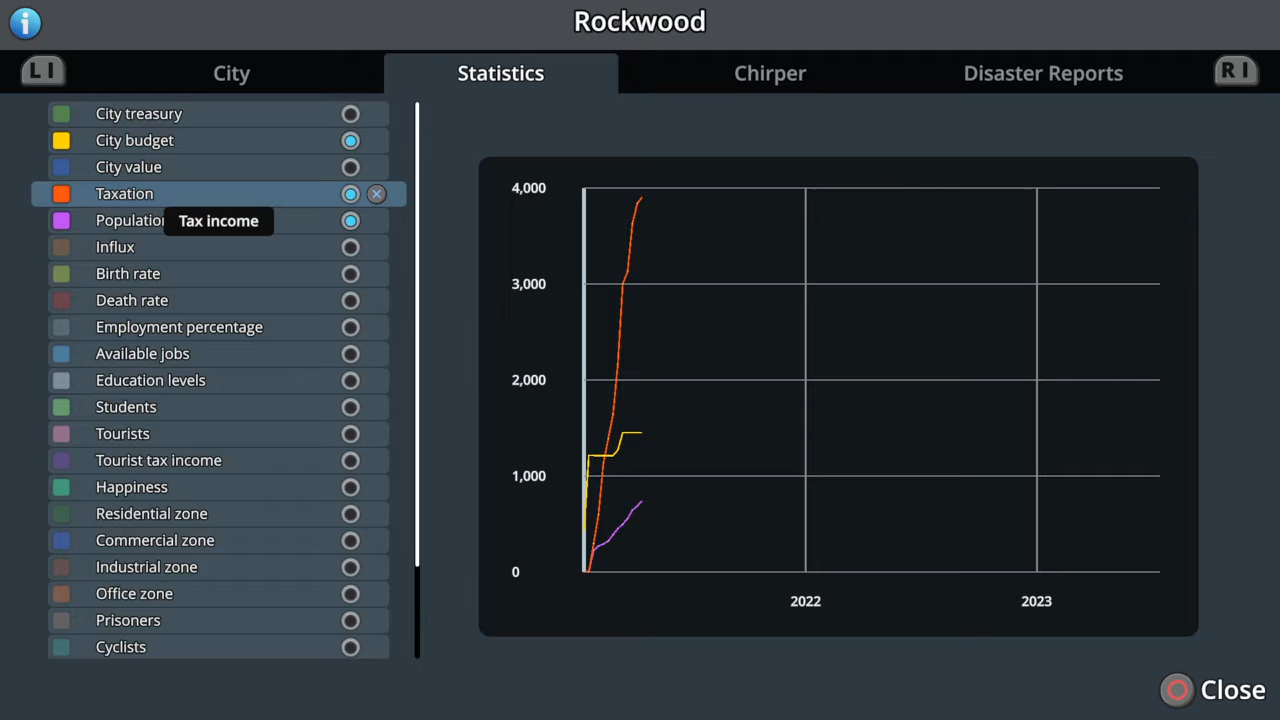 Rockwood
L1
City
Statistics
Chirper
Disaster Reports
R1
City treasury
City budget
City value
Taxation
Population
Tax income
Influx
Birth rate
Death rate
Employment percentage
Available jobs
Education levels
Students
Tourists
Tourist tax income
Happiness
Residential zone
Commercial zone
Industrial zone
Office zone
Prisoners
Cyclists
4,000
3,000
2,000
1,000
0
2022
2023
Close